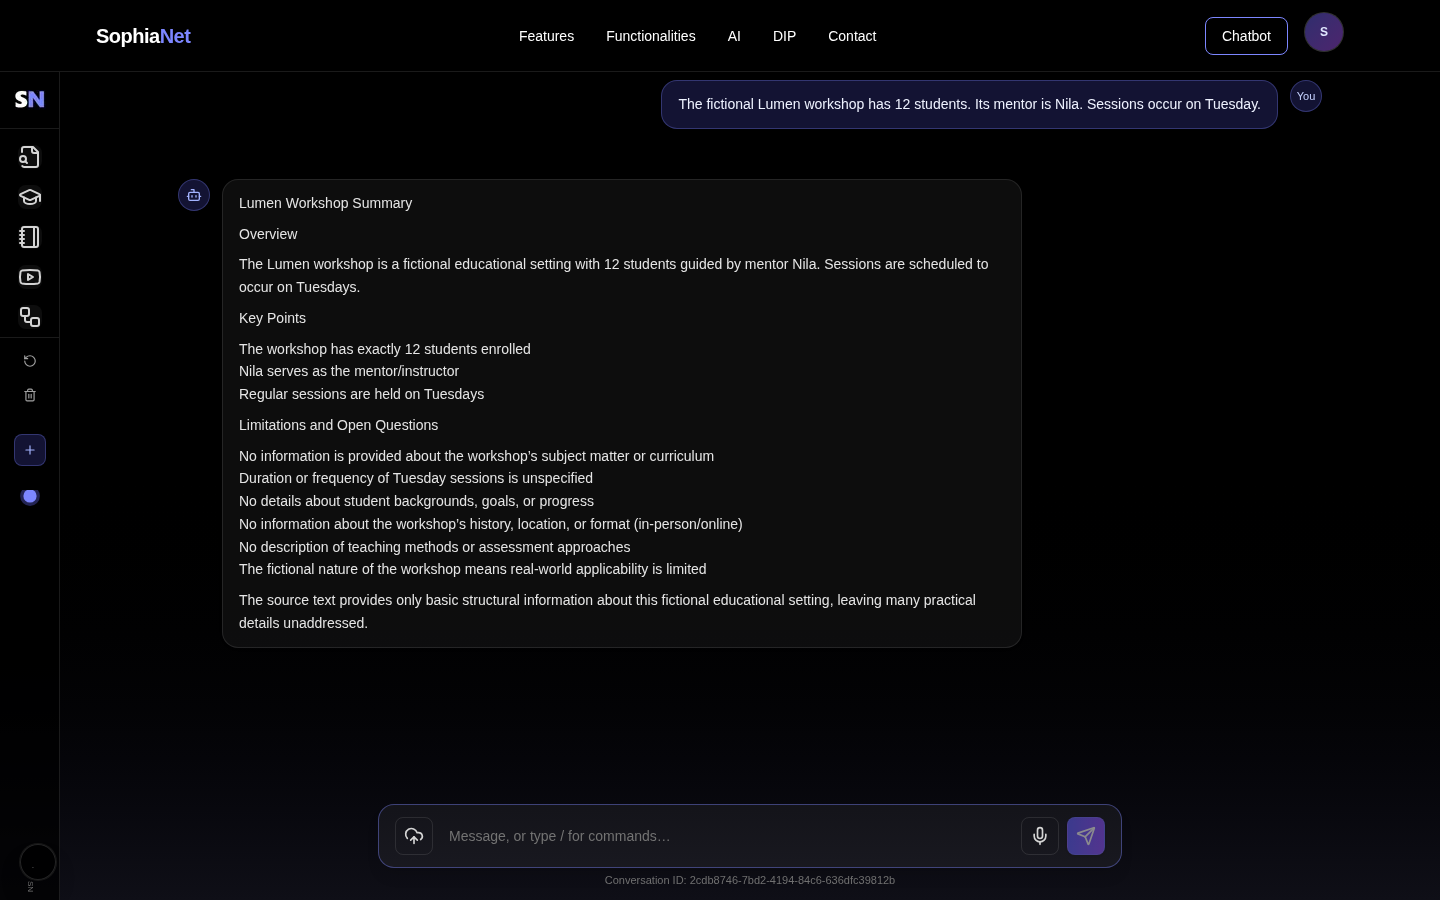 SophiaNet
Features
Functionalities
AI
DIP
Contact
Chatbot
S
SN
The fictional Lumen workshop has 12 students. Its mentor is Nila. Sessions occur on Tuesday.
You
Lumen Workshop Summary
Overview
The Lumen workshop is a fictional educational setting with 12 students guided by mentor Nila. Sessions are scheduled to
occur on Tuesdays.
Key Points
The workshop has exactly 12 students enrolled
Nila serves as the mentor/instructor
Regular sessions are held on Tuesdays
Limitations and Open Questions
No information is provided about the workshop’s subject matter or curriculum
Duration or frequency of Tuesday sessions is unspecified
No details about student backgrounds, goals, or progress
No information about the workshop’s history, location, or format (in-person/online)
No description of teaching methods or assessment approaches
The fictional nature of the workshop means real-world applicability is limited
The source text provides only basic structural information about this fictional educational setting, leaving many practical
details unaddressed.
Message, or type / for commands…
Conversation ID: 2cdb8746-7bd2-4194-84c6-636dfc39812b
SN